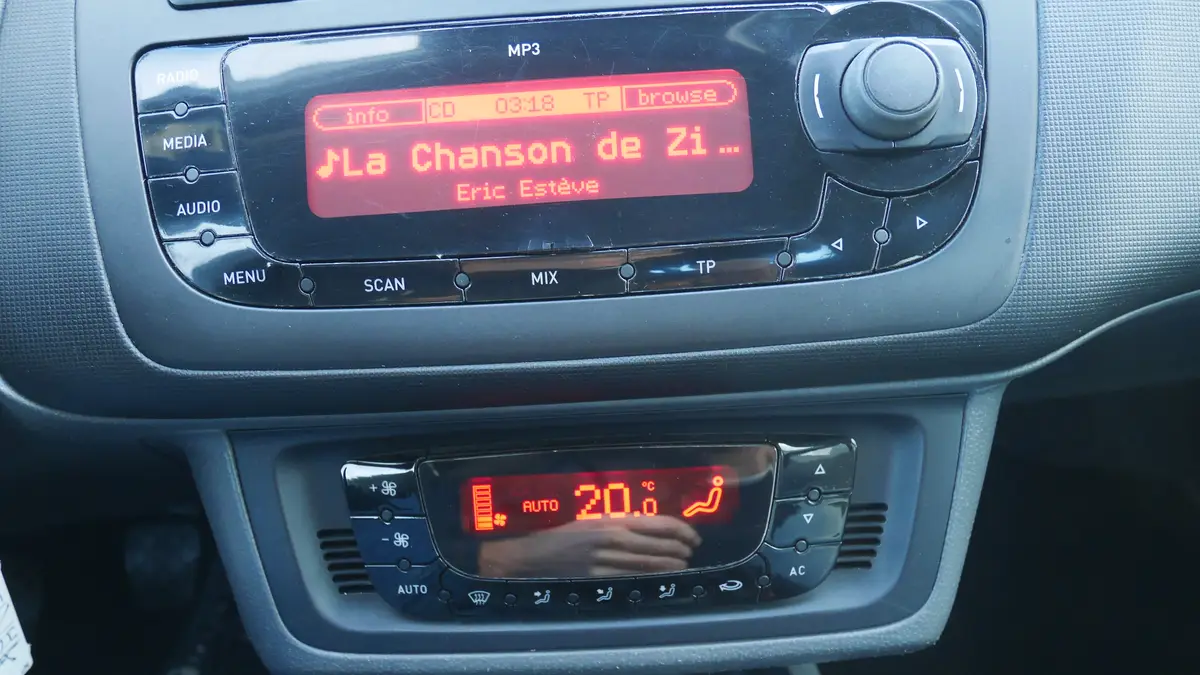 MP3
RADIO
info CD 03:18 TP browse
La Chanson de Zi ...
Eric Estève
MEDIA
AUDIO
MENU SCAN MIX TP
AUTO 20.0 °C
AUTO
AC